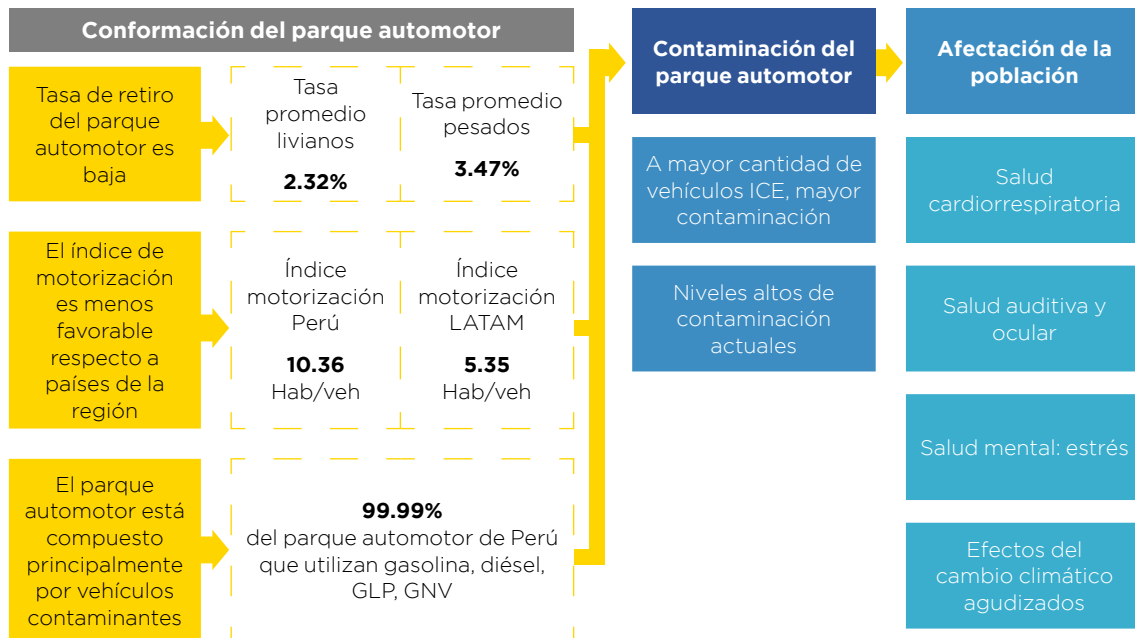 Conformación del parque automotor
Tasa de retiro
del parque
automotor es
baja
Tasa
promedio
livianos
2.32%
Tasa promedio
pesados
3.47%
El índice de
motorización
es menos
favorable
respecto a
países de la
región
Índice
motorización
Perú
10.36
Hab/veh
Índice
motorización
LATAM
5.35
Hab/veh
El parque
automotor está
compuesto
principalmente
por vehículos
contaminantes
99.99%
del parque automotor de Perú
que utilizan gasolina, diésel,
GLP, GNV
Contaminación del
parque automotor
A mayor cantidad de
vehículos ICE, mayor
contaminación
Niveles altos de
contaminación
actuales
Afectación de la
población
Salud
cardiorrespiratoria
Salud auditiva y
ocular
Salud mental: estrés
Efectos del
cambio climático
agudizados